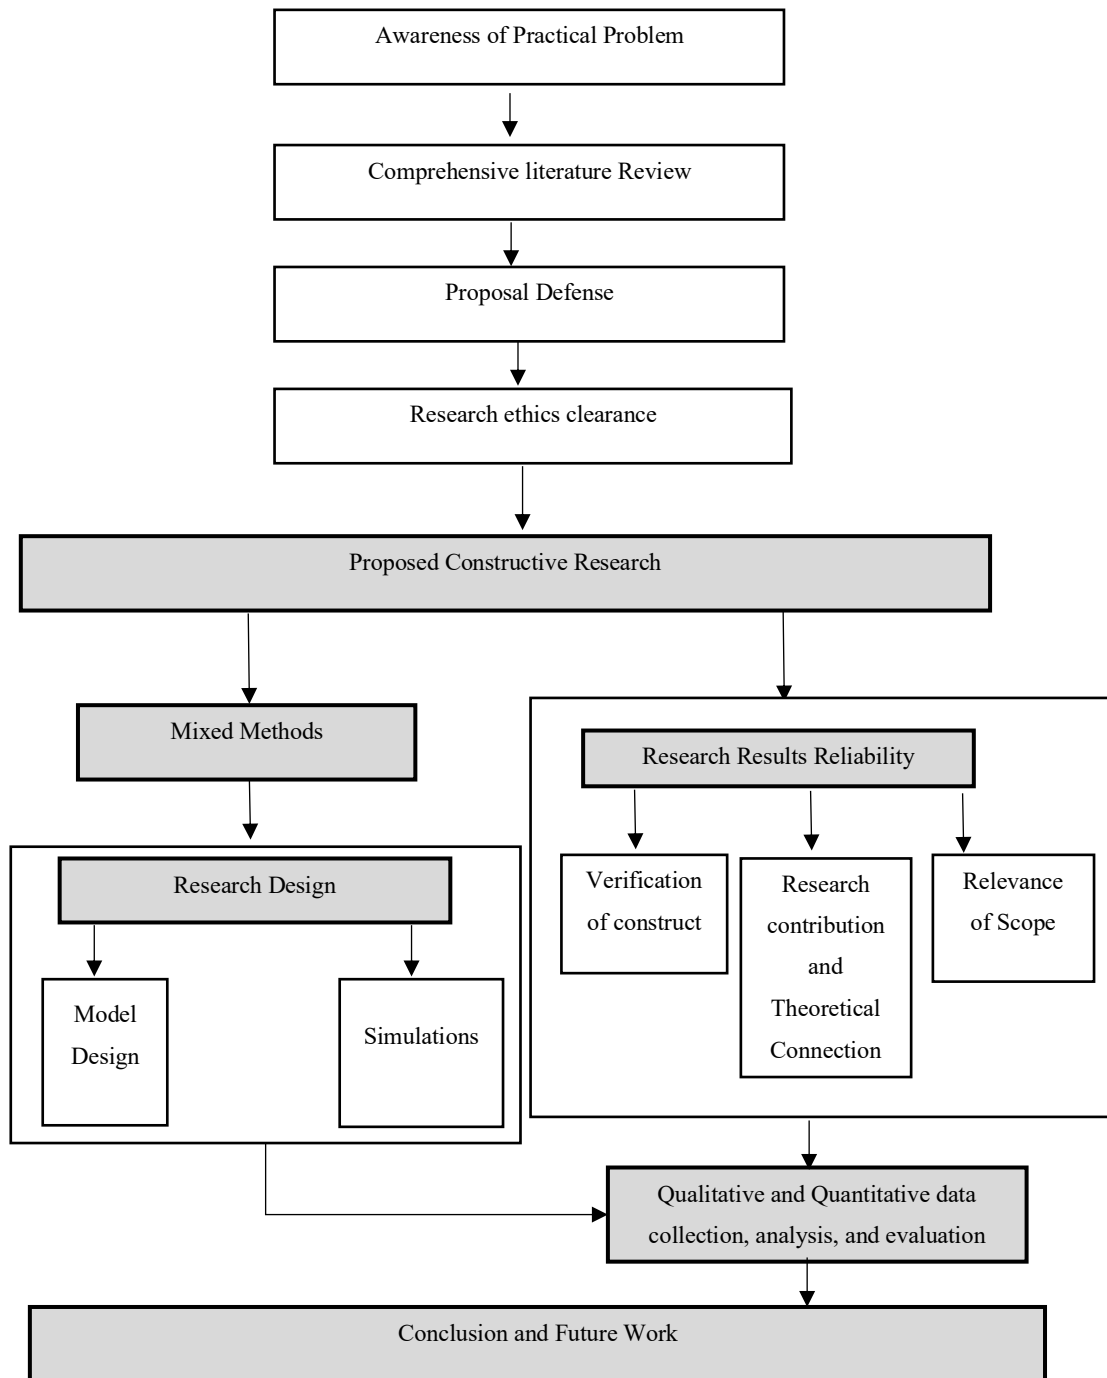 Awareness of Practical Problem
Comprehensive literature Review
Proposal Defense
Research ethics clearance
Proposed Constructive Research
Mixed Methods
Research Design
Model
Design
Simulations
Research Results Reliability
Verification
of construct
Research
contribution
and
Theoretical
Connection
Relevance
of Scope
Qualitative and Quantitative data
collection, analysis, and evaluation
Conclusion and Future Work